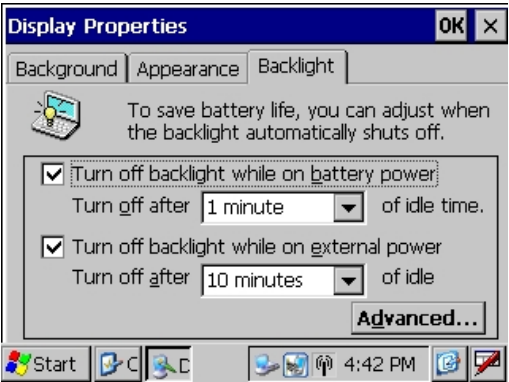 Display Properties OK ×
Background Appearance Backlight
To save battery life, you can adjust when
the backlight automatically shuts off.
Turn off backlight while on battery power
Turn off after 1 minute of idle time.
Turn off backlight while on external power
Turn off after 10 minutes of idle
Advanced...
Start C D 4:42 PM